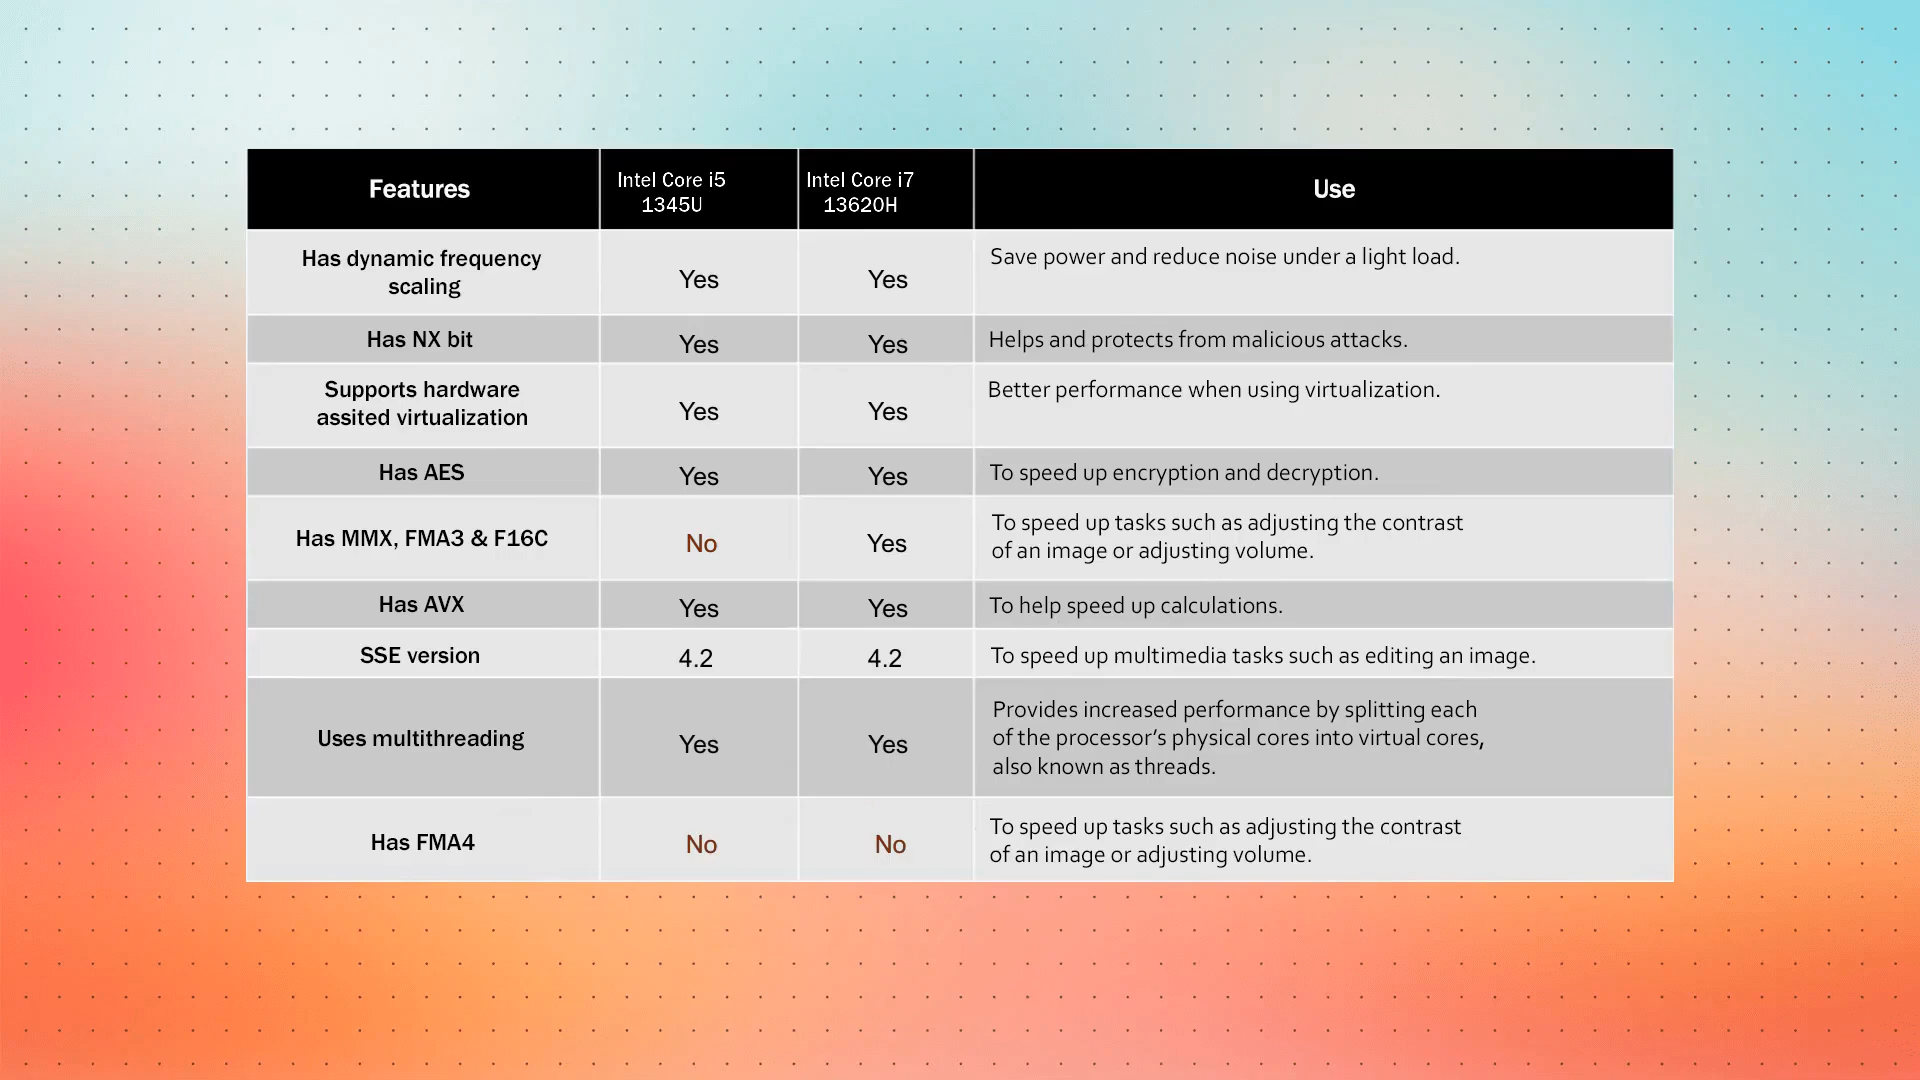 Features
Intel Core i5
1345U
Intel Core i7
13620H
Use
Has dynamic frequency
scaling
Yes
Yes
Save power and reduce noise under a light load.
Has NX bit
Yes
Yes
Helps and protects from malicious attacks.
Supports hardware
assited virtualization
Yes
Yes
Better performance when using virtualization.
Has AES
Yes
Yes
To speed up encryption and decryption.
Has MMX, FMA3 & F16C
No
Yes
To speed up tasks such as adjusting the contrast
of an image or adjusting volume.
Has AVX
Yes
Yes
To help speed up calculations.
SSE version
4.2
4.2
To speed up multimedia tasks such as editing an image.
Uses multithreading
Yes
Yes
Provides increased performance by splitting each
of the processor's physical cores into virtual cores,
also known as threads.
Has FMA4
No
No
To speed up tasks such as adjusting the contrast
of an image or adjusting volume.